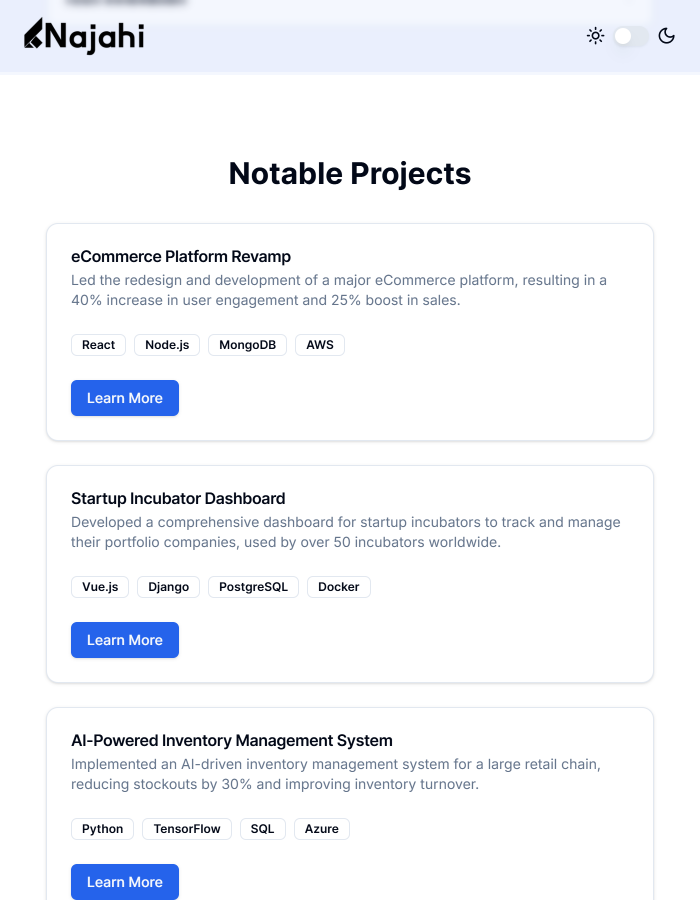 Najahi
Notable Projects
eCommerce Platform Revamp
Led the redesign and development of a major eCommerce platform, resulting in a
40% increase in user engagement and 25% boost in sales.
React Node.js MongoDB AWS
Learn More
Startup Incubator Dashboard
Developed a comprehensive dashboard for startup incubators to track and manage
their portfolio companies, used by over 50 incubators worldwide.
Vue.js Django PostgreSQL Docker
Learn More
AI-Powered Inventory Management System
Implemented an AI-driven inventory management system for a large retail chain,
reducing stockouts by 30% and improving inventory turnover.
Python TensorFlow SQL Azure
Learn More